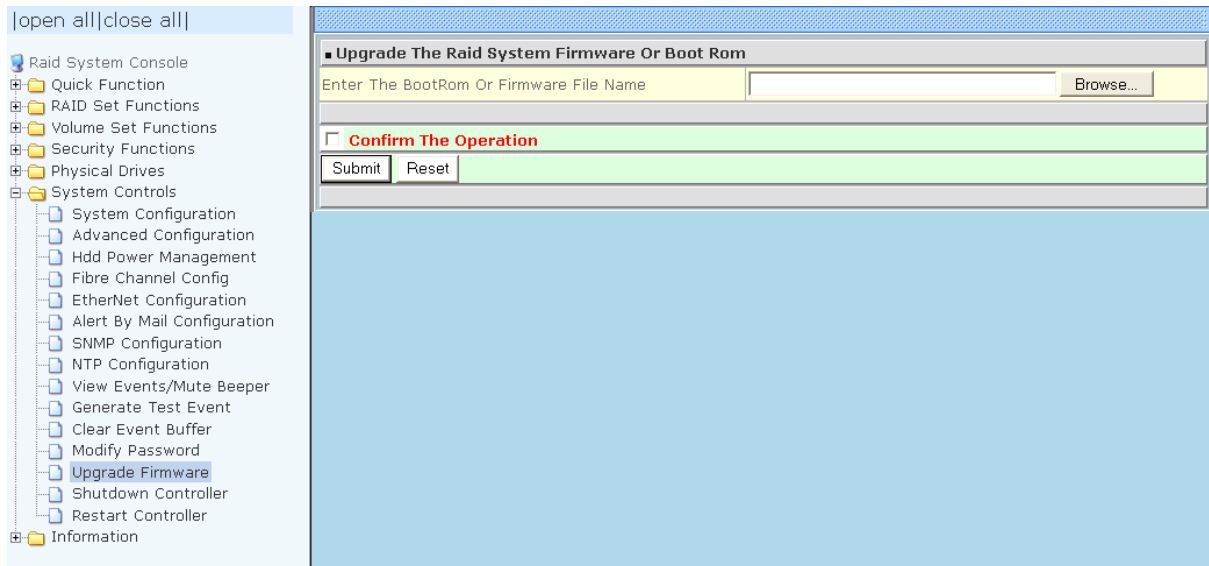 |open all|close all|
Raid System Console
Quick Function
RAID Set Functions
Volume Set Functions
Security Functions
Physical Drives
System Controls
System Configuration
Advanced Configuration
Hdd Power Management
Fibre Channel Config
EtherNet Configuration
Alert By Mail Configuration
SNMP Configuration
NTP Configuration
View Events/Mute Beeper
Generate Test Event
Clear Event Buffer
Modify Password
Upgrade Firmware
Shutdown Controller
Restart Controller
Information
Upgrade The Raid System Firmware Or Boot Rom
Enter The BootRom Or Firmware File Name Browse...
Confirm The Operation
Submit Reset